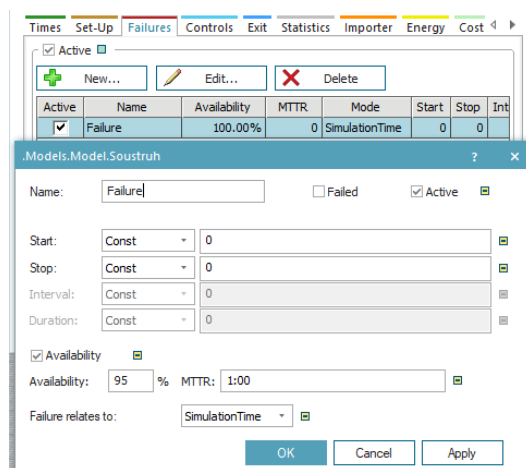 Times Set-Up Failures Controls Exit Statistics Importer Energy Cost
Active
New... Edit... Delete
Active Name Availability MTTR Mode Start Stop Int
Failure 100.00% 0 SimulationTime 0 0
.Models.Model.Soustruh ? ×
Name: Failure Failed Active
Start: Const 0
Stop: Const 0
Interval: Const 0
Duration: Const 0
Availability
Availability: 95 % MTTR: 1:00
Failure relates to: SimulationTime
OK Cancel Apply